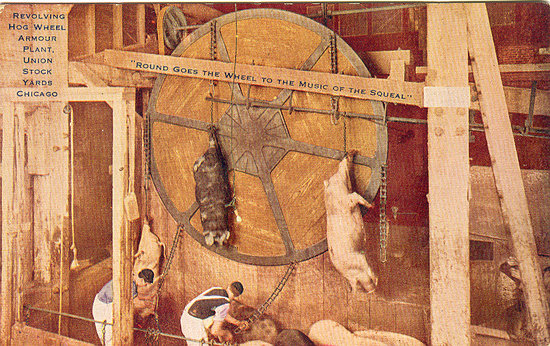 REVOLVING
HOG WHEEL
ARMOUR
PLANT,
UNION
STOCK
YARDS
CHICAGO
"ROUND GOES THE WHEEL TO THE MUSIC OF THE SQUEAL"